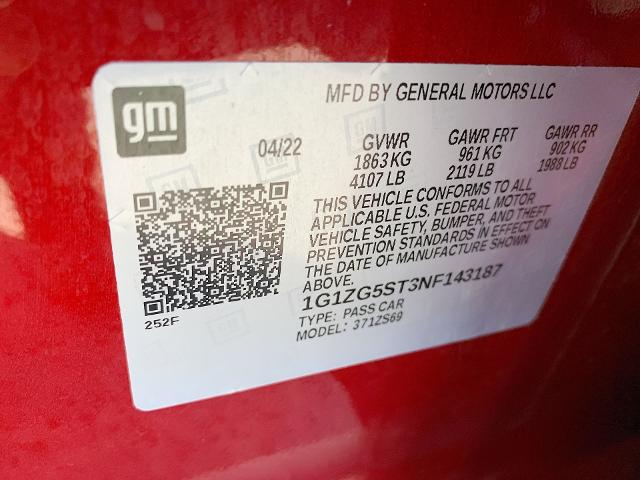 gm
MFD BY GENERAL MOTORS LLC
04/22
GVWR
1863 KG
4107 LB
GAWR FRT
961 KG
2119 LB
GAWR RR
902 KG
1988 LB
THIS VEHICLE CONFORMS TO ALL
APPLICABLE U.S. FEDERAL MOTOR
VEHICLE SAFETY, BUMPER, AND THEFT
PREVENTION STANDARDS IN EFFECT ON
THE DATE OF MANUFACTURE SHOWN
ABOVE.
1G1ZG5ST3NF143187
TYPE: PASS CAR
MODEL: 371ZS69
252F